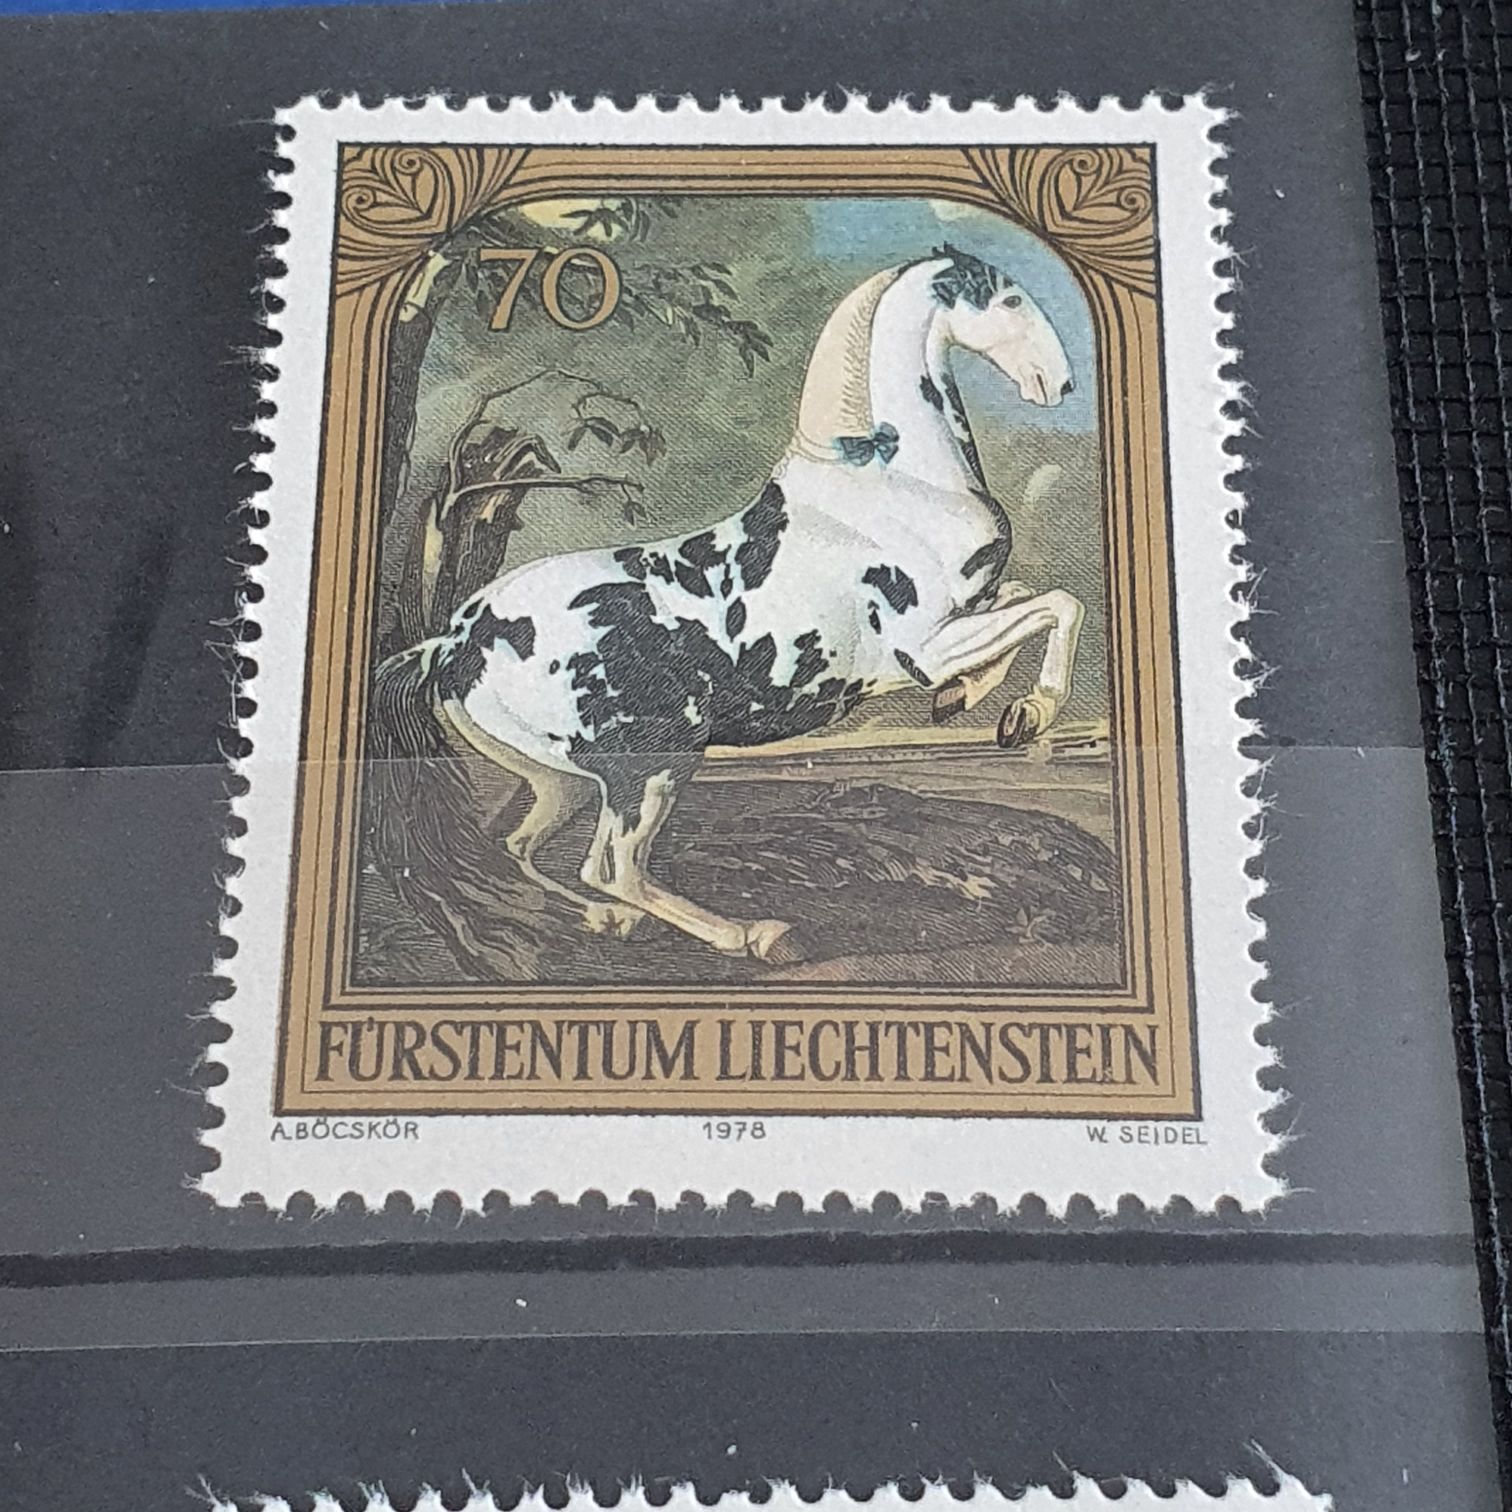 70
FÜRSTENTUM LIECHTENSTEIN
A.BÖCSKÖR 1978 W. SEIDEL